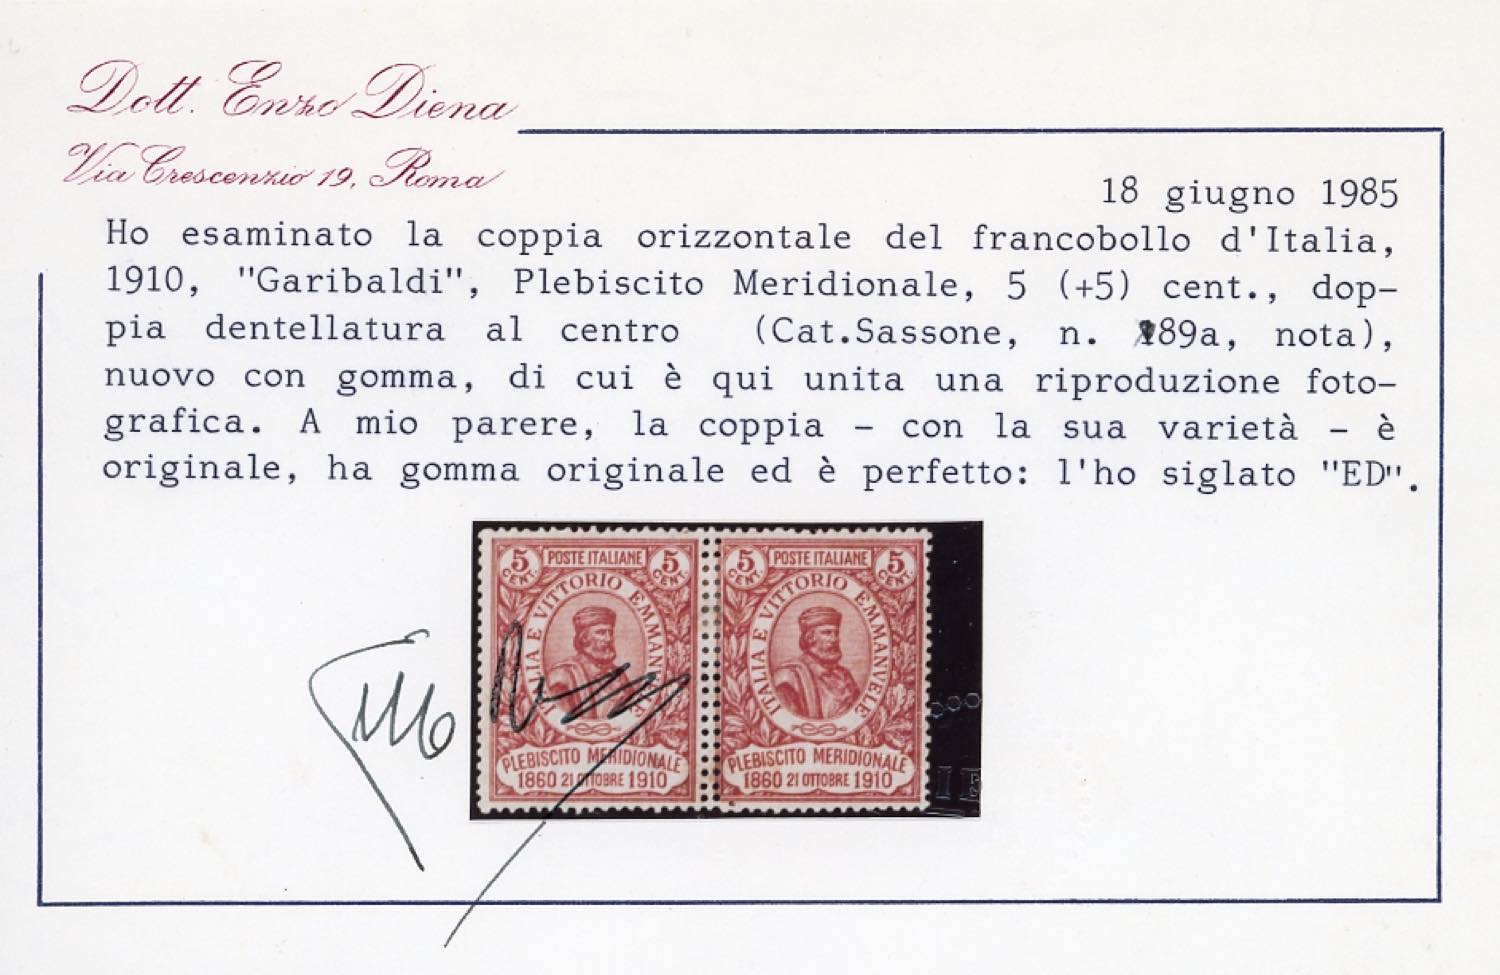 Dott. Enzo Diena
Via Crescenzio 19, Roma
18 giugno 1985
Ho esaminato la coppia orizzontale del francobollo d'Italia,
1910, "Garibaldi", Plebiscito Meridionale, 5 (+5) cent., dop-
pia dentellatura al centro (Cat.Sassone, n. 89a, nota),
nuovo con gomma, di cui è qui unita una riproduzione foto-
grafica. A mio parere, la coppia - con la sua varietà - è
originale, ha gomma originale ed è perfetto: l'ho siglato "ED".
5 CENT. POSTE ITALIANE 5 CENT.
ITALIA E VITTORIO EMMANVELE
PLEBISCITO MERIDIONALE
1860 21 OTTOBRE 1910
5 CENT. POSTE ITALIANE 5 CENT.
ITALIA E VITTORIO EMMANVELE
PLEBISCITO MERIDIONALE
1860 21 OTTOBRE 1910